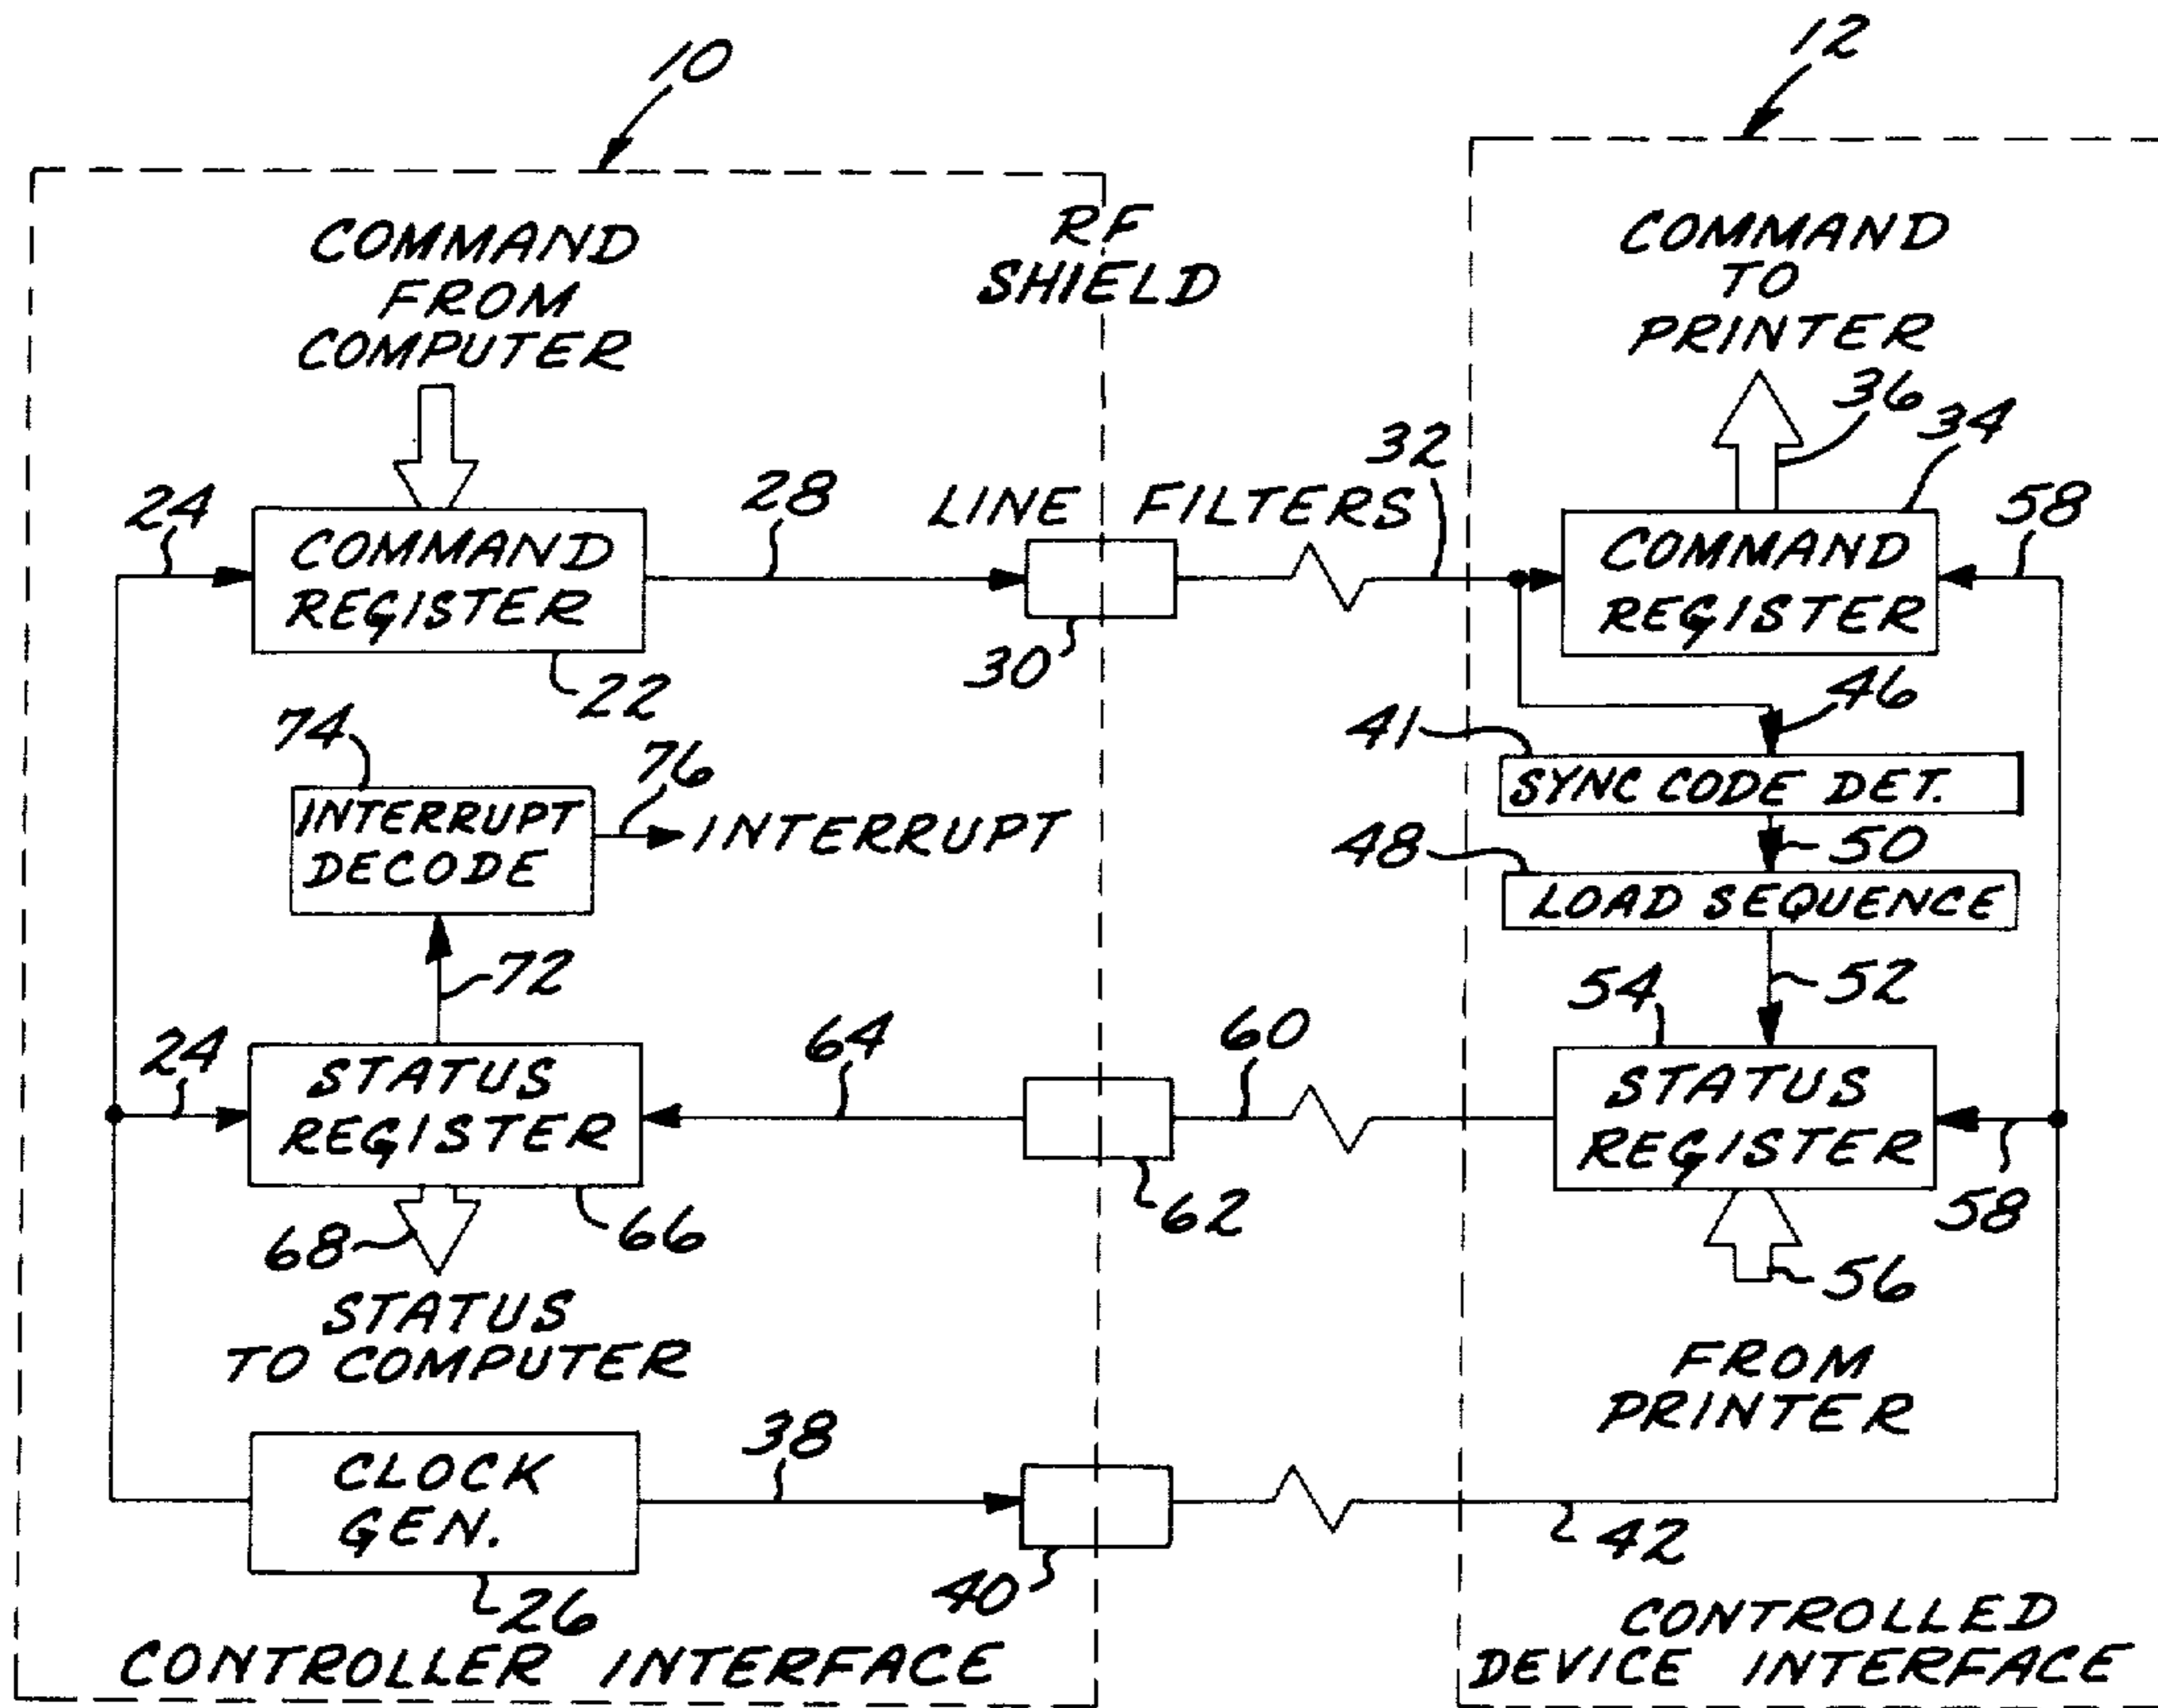 10
12
COMMAND
FROM
COMPUTER
RF
SHIELD
COMMAND
TO
PRINTER
36
34
32
24
28
LINE FILTERS
58
COMMAND
REGISTER
COMMAND
REGISTER
30
22
46
74
41
76
SYNC CODE DET.
INTERRUPT
DECODE
INTERRUPT
50
48
LOAD SEQUENCE
72
52
54
24
64
60
STATUS
REGISTER
STATUS
REGISTER
62
58
68
66
56
STATUS
TO COMPUTER
FROM
PRINTER
38
CLOCK
GEN.
42
40
26
CONTROLLER INTERFACE
CONTROLLED
DEVICE INTERFACE